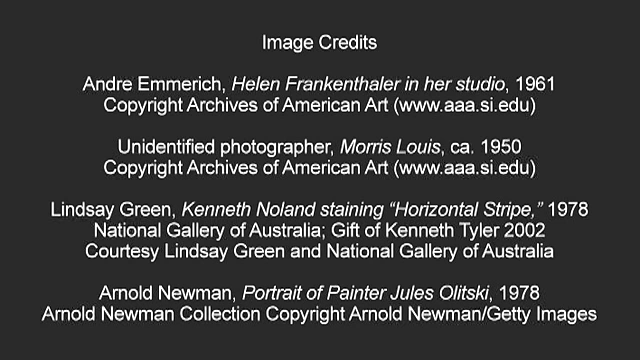 Image Credits
Andre Emmerich, Helen Frankenthaler in her studio, 1961
Copyright Archives of American Art (www.aaa.si.edu)
Unidentified photographer, Morris Louis, ca. 1950
Copyright Archives of American Art (www.aaa.si.edu)
Lindsay Green, Kenneth Noland staining “Horizontal Stripe,” 1978
National Gallery of Australia; Gift of Kenneth Tyler 2002
Courtesy Lindsay Green and National Gallery of Australia
Arnold Newman, Portrait of Painter Jules Olitski, 1978
Arnold Newman Collection Copyright Arnold Newman/Getty Images